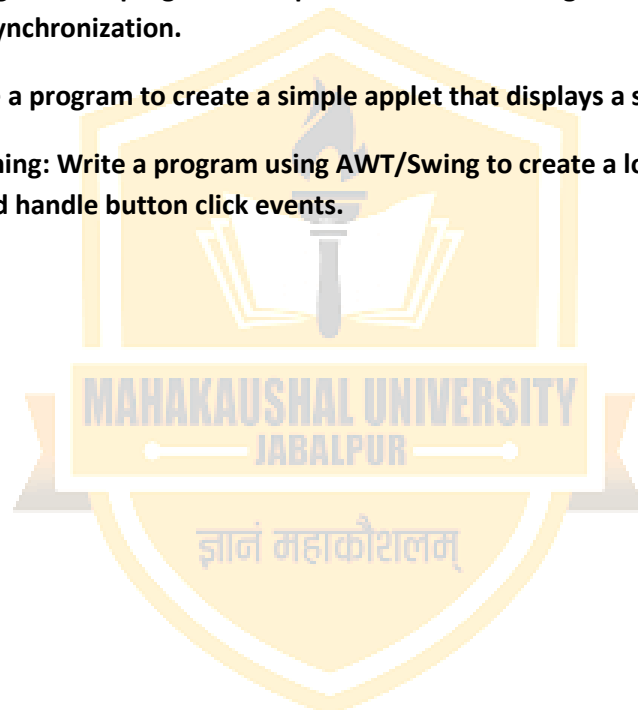 ynchronization.
a program to create a simple applet that displays a s
ning: Write a program using AWT/Swing to create a lo
d handle button click events.
MAHAKAUSHAL UNIVERSITY
JABALPUR
ज्ञानं महाकौशलम्